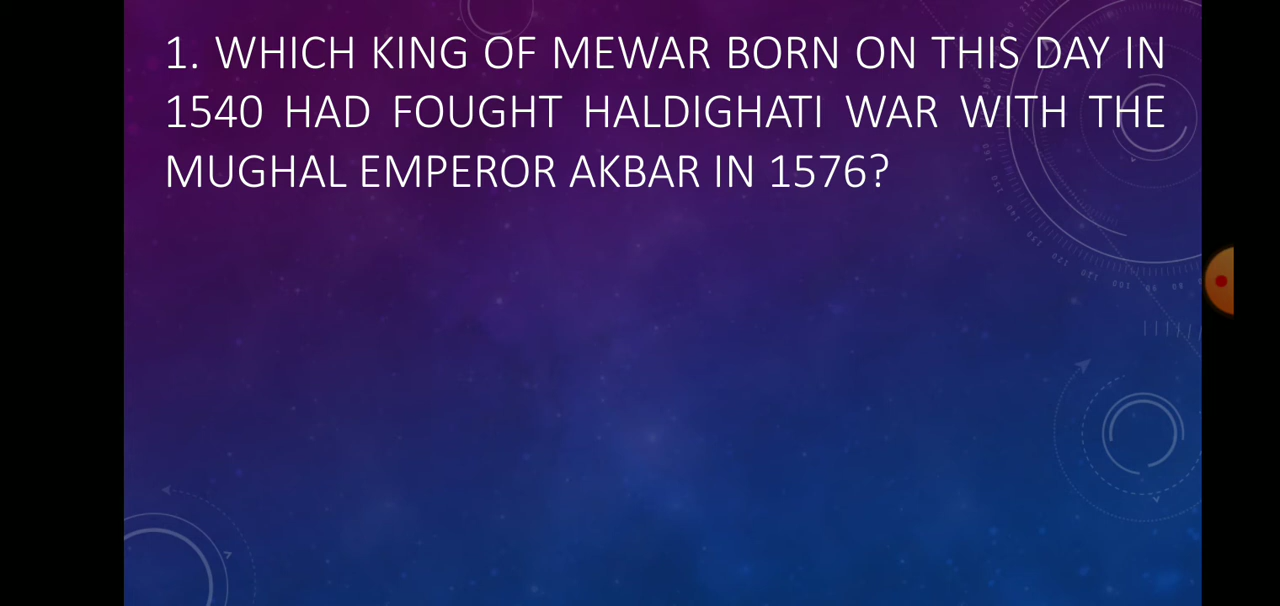 1. WHICH KING OF MEWAR BORN ON THIS DAY IN
1540 HAD FOUGHT HALDIGHATI WAR WITH THE
MUGHAL EMPEROR AKBAR IN 1576?